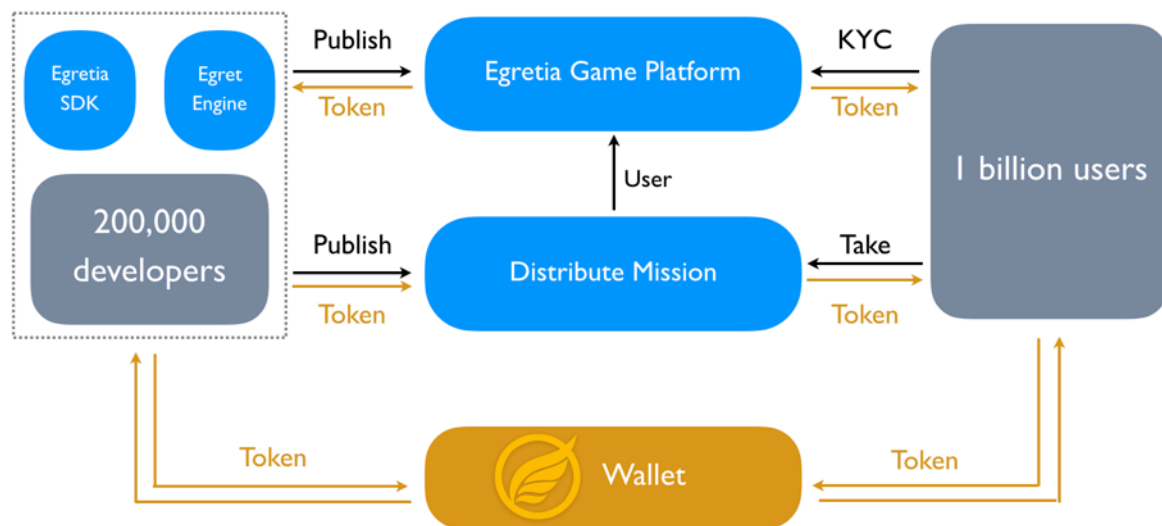 Publish
KYC
Egretia
SDK
Egret
Engine
Egretia Game Platform
Token
Token
1 billion users
User
200,000
developers
Publish
Take
Distribute Mission
Token
Token
Token
Wallet
Token